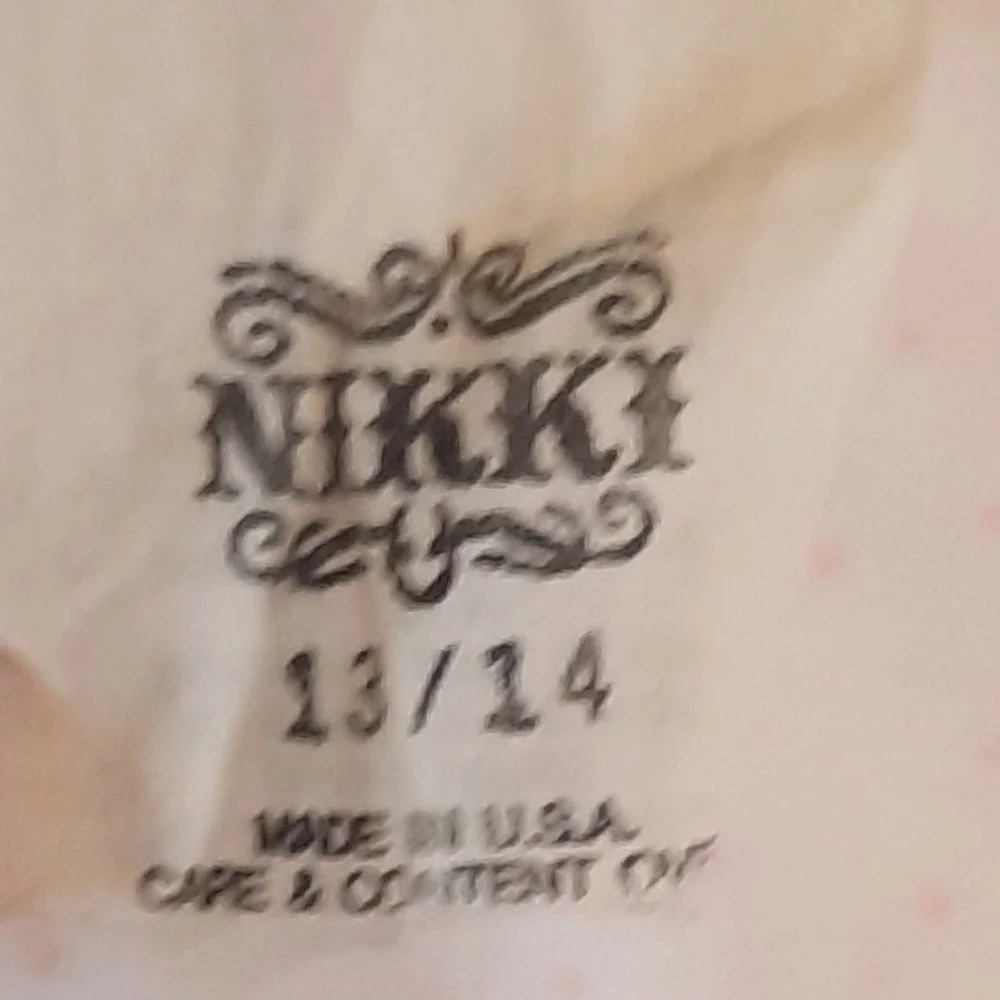 NIKKI
13/14
MADE IN U.S.A.
CARE & CONTENT